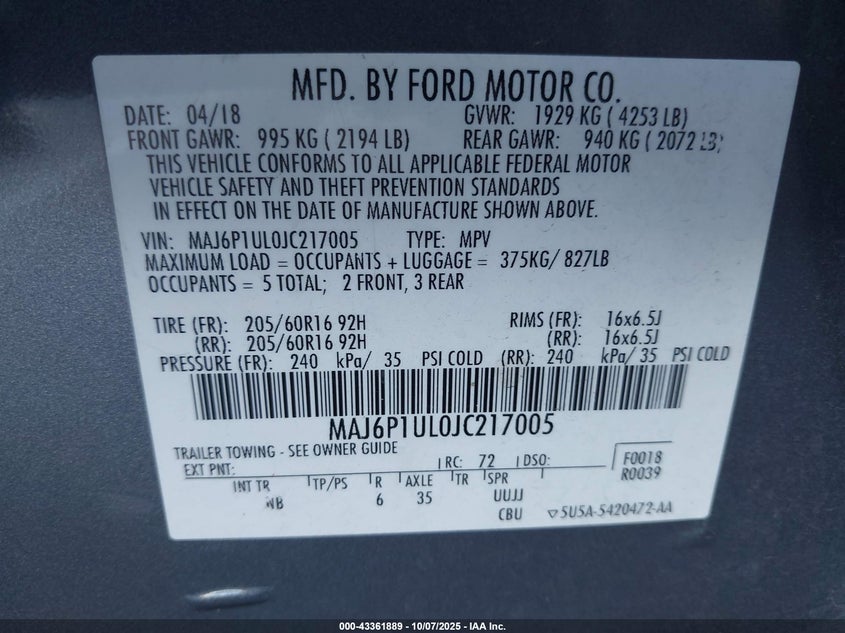 MFD. BY FORD MOTOR CO.
DATE: 04/18 GVWR: 1929 KG ( 4253 LB)
FRONT GAWR: 995 KG ( 2194 LB) REAR GAWR: 940 KG ( 2072 LB)
THIS VEHICLE CONFORMS TO ALL APPLICABLE FEDERAL MOTOR
VEHICLE SAFETY AND THEFT PREVENTION STANDARDS
IN EFFECT ON THE DATE OF MANUFACTURE SHOWN ABOVE.
VIN: MAJ6P1UL0JC217005 TYPE: MPV
MAXIMUM LOAD = OCCUPANTS + LUGGAGE = 375KG/ 827LB
OCCUPANTS = 5 TOTAL; 2 FRONT, 3 REAR
TIRE (FR): 205/60R16 92H RIMS (FR): 16x6.5J
(RR): 205/60R16 92H (RR): 16x6.5J
PRESSURE (FR): 240 kPa/ 35 PSI COLD (RR): 240 kPa/ 35 PSI COLD
MAJ6P1UL0JC217005
TRAILER TOWING - SEE OWNER GUIDE
EXT PNT: RC: 72 DSO: F0018
R0039
INT TR TP/PS R AXLE TR SPR
WB 6 35 UUJJ
CBU 5U5A-5420472-AA
000-43361889 - 10/07/2025 - IAA Inc.